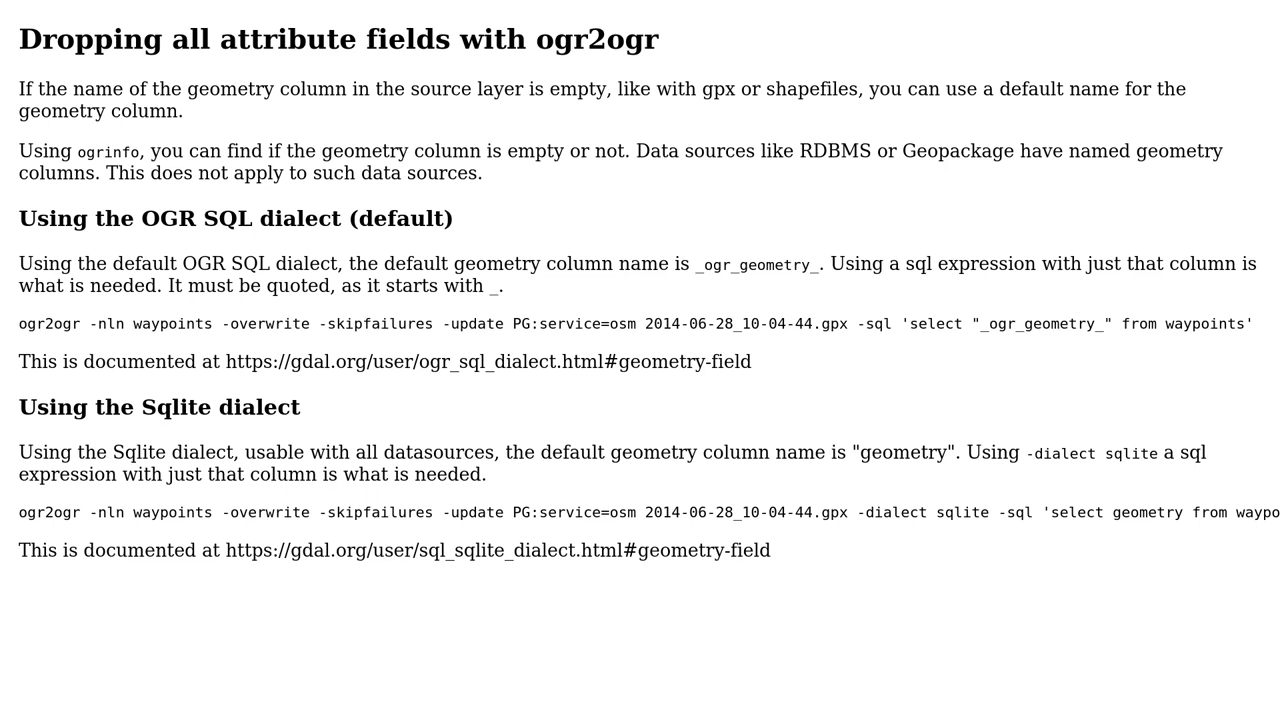 Dropping all attribute fields with ogr2ogr
If the name of the geometry column in the source layer is empty, like with gpx or shapefiles, you can use a default name for the
geometry column.
Using ogrinfo, you can find if the geometry column is empty or not. Data sources like RDBMS or Geopackage have named geometry
columns. This does not apply to such data sources.
Using the OGR SQL dialect (default)
Using the default OGR SQL dialect, the default geometry column name is _ogr_geometry_. Using a sql expression with just that column is
what is needed. It must be quoted, as it starts with _.
ogr2ogr -nln waypoints -overwrite -skipfailures -update PG:service=osm 2014-06-28_10-04-44.gpx -sql 'select "_ogr_geometry_" from waypoints'
This is documented at https://gdal.org/user/ogr_sql_dialect.html#geometry-field
Using the Sqlite dialect
Using the Sqlite dialect, usable with all datasources, the default geometry column name is "geometry". Using -dialect sqlite a sql
expression with just that column is what is needed.
ogr2ogr -nln waypoints -overwrite -skipfailures -update PG:service=osm 2014-06-28_10-04-44.gpx -dialect sqlite -sql 'select geometry from waypo
This is documented at https://gdal.org/user/sql_sqlite_dialect.html#geometry-field